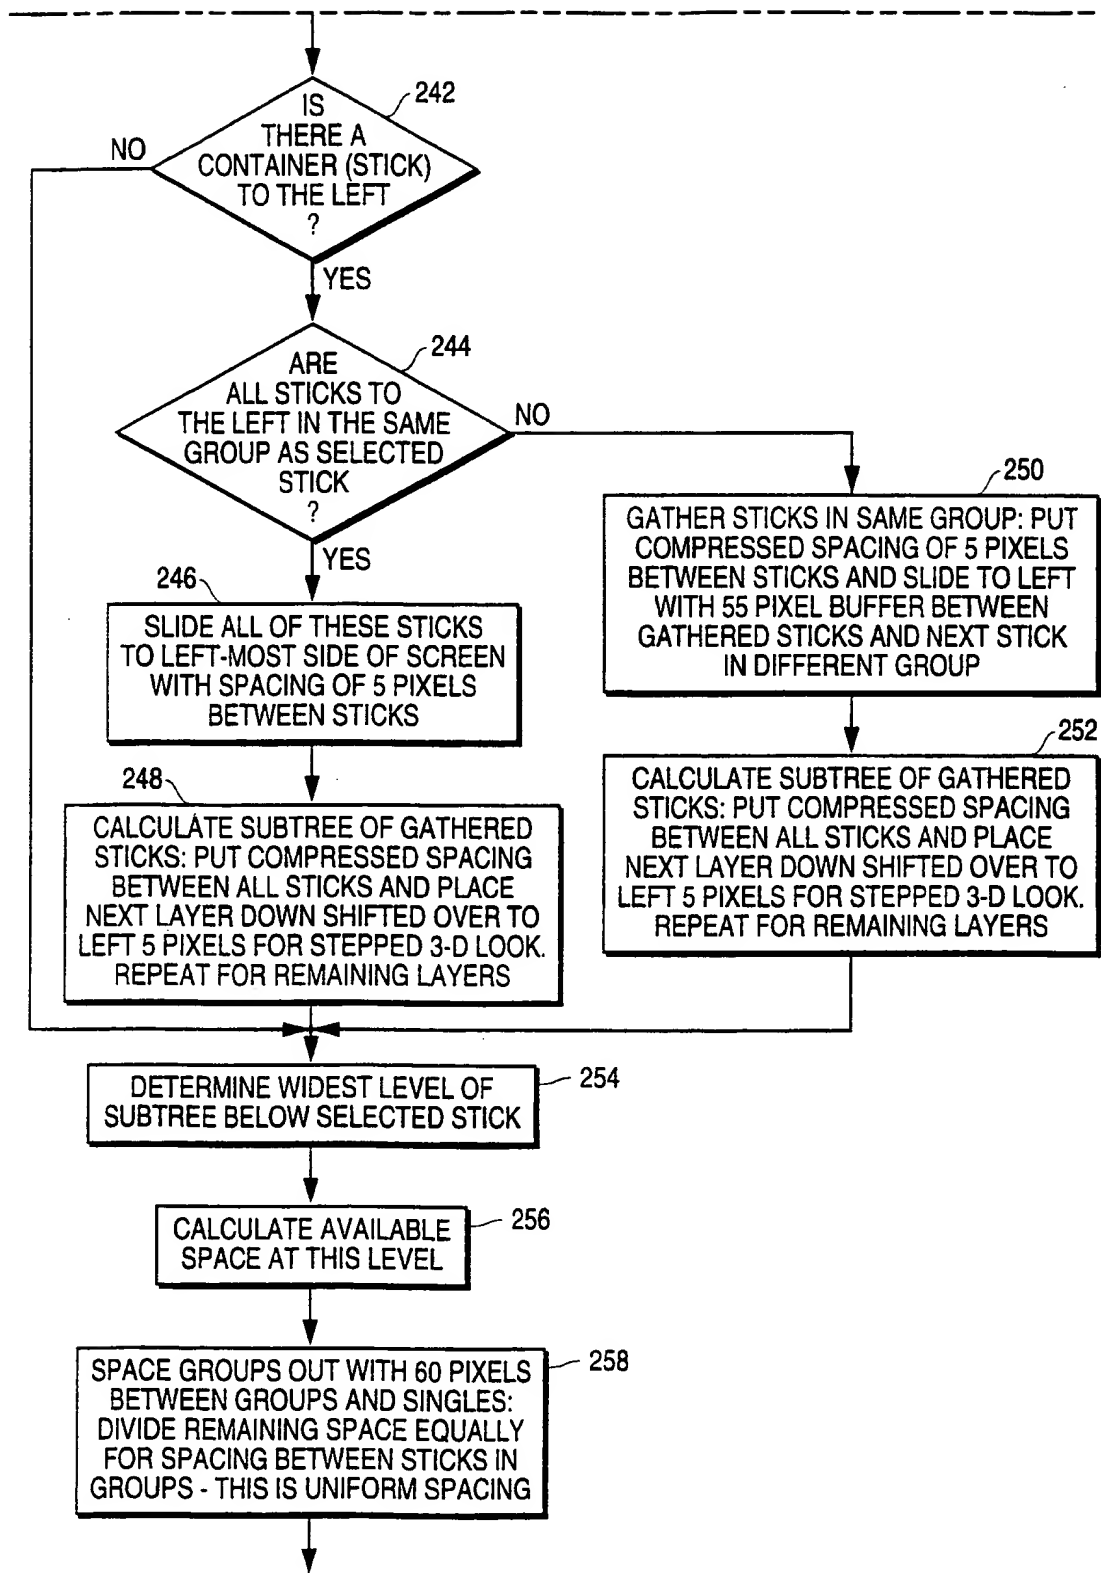 242
IS
THERE A
CONTAINER (STICK)
TO THE LEFT
?
NO
YES
244
ARE
ALL STICKS TO
THE LEFT IN THE SAME
GROUP AS SELECTED
STICK
?
NO
YES
246
SLIDE ALL OF THESE STICKS
TO LEFT-MOST SIDE OF SCREEN
WITH SPACING OF 5 PIXELS
BETWEEN STICKS
250
GATHER STICKS IN SAME GROUP: PUT
COMPRESSED SPACING OF 5 PIXELS
BETWEEN STICKS AND SLIDE TO LEFT
WITH 55 PIXEL BUFFER BETWEEN
GATHERED STICKS AND NEXT STICK
IN DIFFERENT GROUP
248
CALCULATE SUBTREE OF GATHERED
STICKS: PUT COMPRESSED SPACING
BETWEEN ALL STICKS AND PLACE
NEXT LAYER DOWN SHIFTED OVER TO
LEFT 5 PIXELS FOR STEPPED 3-D LOOK.
REPEAT FOR REMAINING LAYERS
252
CALCULATE SUBTREE OF GATHERED
STICKS: PUT COMPRESSED SPACING
BETWEEN ALL STICKS AND PLACE
NEXT LAYER DOWN SHIFTED OVER TO
LEFT 5 PIXELS FOR STEPPED 3-D LOOK.
REPEAT FOR REMAINING LAYERS
254
DETERMINE WIDEST LEVEL OF
SUBTREE BELOW SELECTED STICK
256
CALCULATE AVAILABLE
SPACE AT THIS LEVEL
258
SPACE GROUPS OUT WITH 60 PIXELS
BETWEEN GROUPS AND SINGLES:
DIVIDE REMAINING SPACE EQUALLY
FOR SPACING BETWEEN STICKS IN
GROUPS - THIS IS UNIFORM SPACING